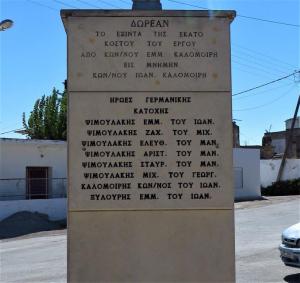 ΔΩΡΕΑΝ
ΤΟ ΕΞΗΝΤΑ ΤΗΣ ΕΚΑΤΟ
ΚΟΣΤΟΥ ΤΟΥ ΕΡΓΟΥ
ΑΠΟ ΚΩΝ/ΝΟΥ ΕΜΜ. ΚΑΛΟΜΟΙΡΗ
ΕΙΣ ΜΝΗΜΗΝ
ΚΩΝ/ΝΟΥ ΙΩΑΝ. ΚΑΛΟΜΟΙΡΗ
ΗΡΩΕΣ ΓΕΡΜΑΝΙΚΗΣ
ΚΑΤΟΧΗΣ
ΨΙΜΟΥΛΑΚΗΣ ΕΜΜ. ΤΟΥ ΙΩΑΝ.
ΨΙΜΟΥΛΑΚΗΣ ΖΑΧ. ΤΟΥ ΜΙΧ.
ΨΙΜΟΥΛΑΚΗΣ ΕΛΕΥΘ. ΤΟΥ ΜΑΝ.
ΨΙΜΟΥΛΑΚΗΣ ΑΡΙΣΤ. ΤΟΥ ΜΑΝ.
ΨΙΜΟΥΛΑΚΗΣ ΣΤΑΥΡ. ΤΟΥ ΜΑΝ.
ΨΙΜΟΥΛΑΚΗΣ ΜΙΧ. ΤΟΥ ΓΕΩΡΓ.
ΚΑΛΟΜΟΙΡΗΣ ΚΩΝ/ΝΟΣ ΤΟΥ ΙΩΑΝ.
ΞΥΛΟΥΡΗΣ ΕΜΜ. ΤΟΥ ΙΩΑΝ.